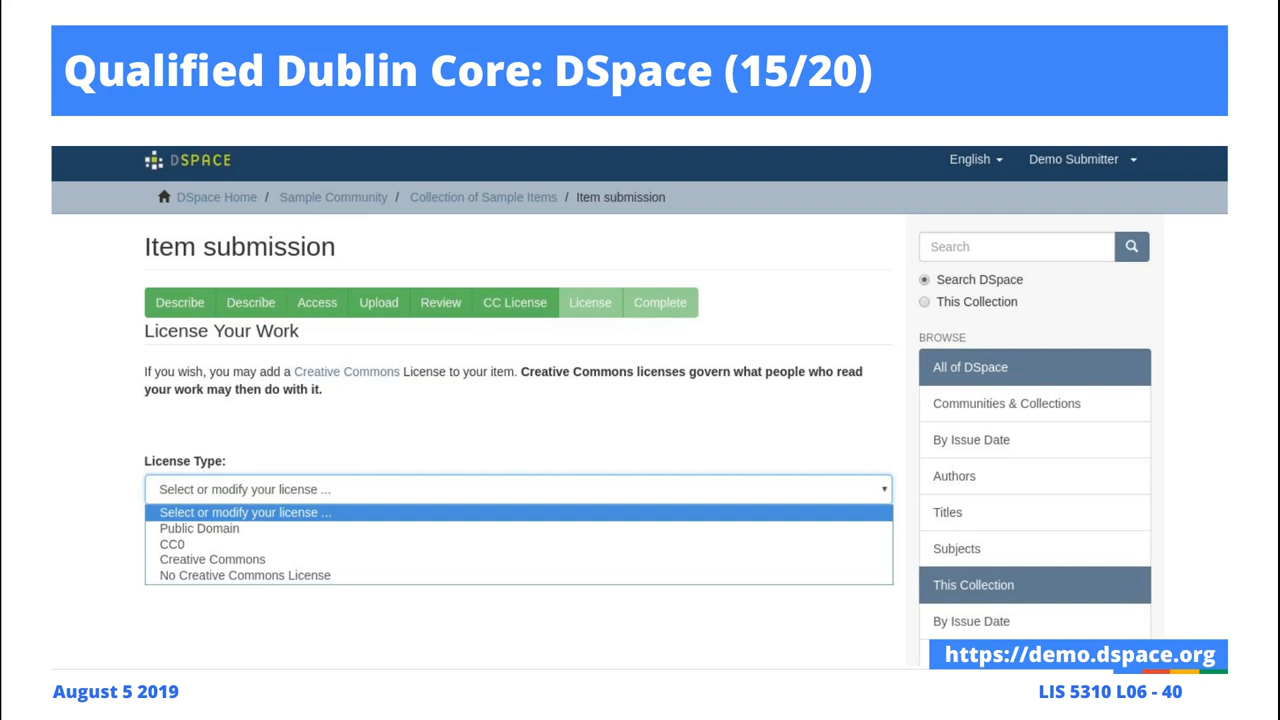 Qualified Dublin Core: DSpace (15/20)
DSPACE
English
Demo Submitter
DSpace Home / Sample Community / Collection of Sample Items / Item submission
Item submission
Describe
Describe
Access
Upload
Review
CC License
License
Complete
License Your Work
If you wish, you may add a Creative Commons License to your item. Creative Commons licenses govern what people who read
your work may then do with it.
License Type:
Select or modify your license ...
Select or modify your license ...
Public Domain
CC0
Creative Commons
No Creative Commons License
Search
Search DSpace
This Collection
BROWSE
All of DSpace
Communities & Collections
By Issue Date
Authors
Titles
Subjects
This Collection
By Issue Date
https://demo.dspace.org
August 5 2019
LIS 5310 L06 - 40